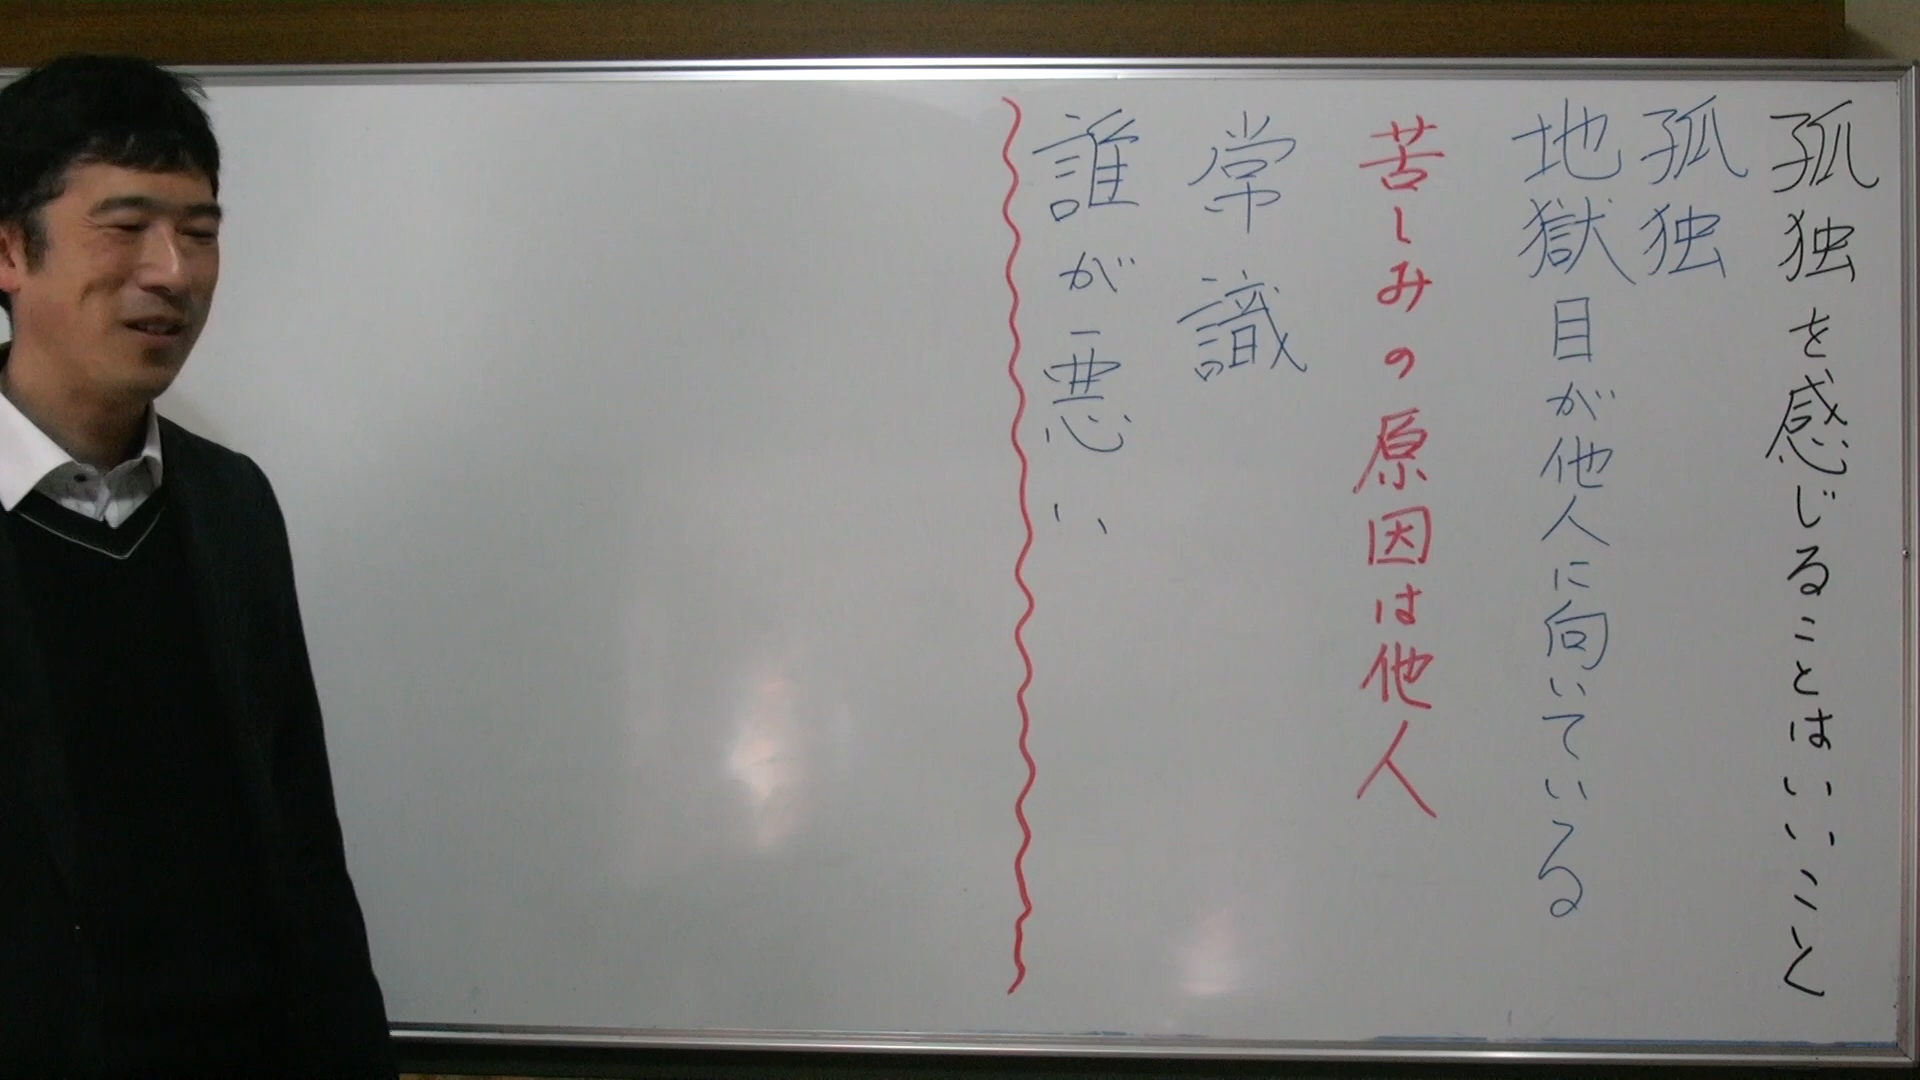 孤独を感じることはいいこと
孤独
地獄目が他人に向いている
苦しみの原因は他人
常識
誰が悪い